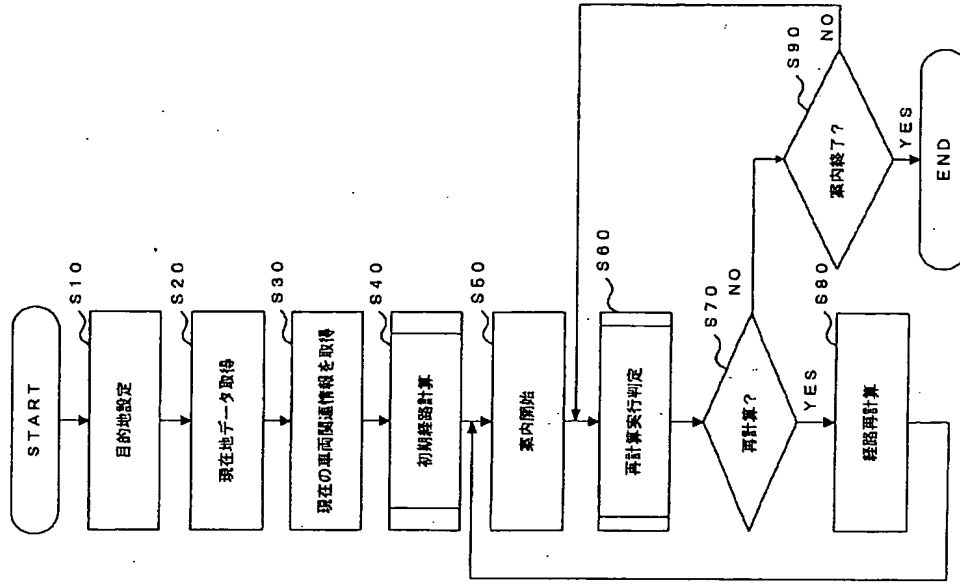 START
S10
目的地設定
S20
現在地データ取得
S30
現在の車両関連情報を取得
S40
初期経路計算
S50
案内開始
S60
再計算実行判定
S70
再計算?
NO
YES
S80
経路再計算
S90
案内終了?
NO
YES
END